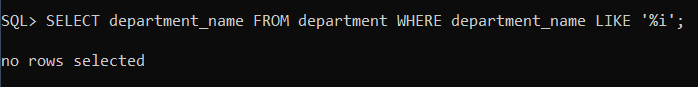 SQL> SELECT department_name FROM department WHERE department_name LIKE '%i';
no rows selected